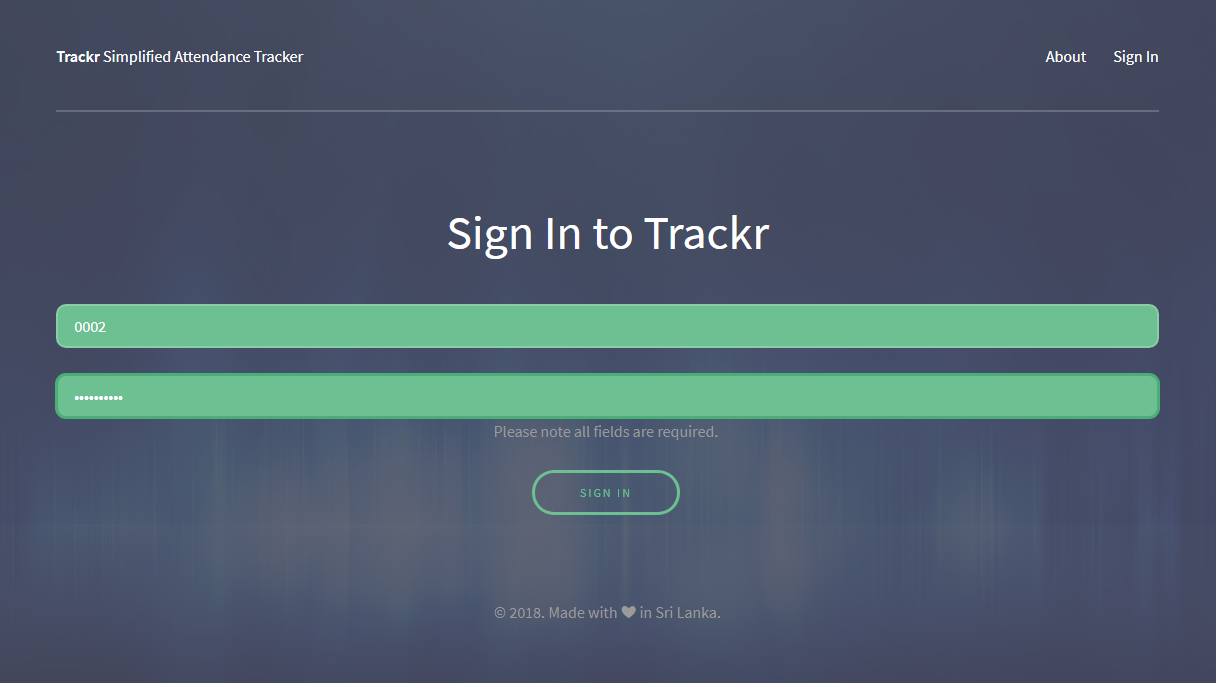 Trackr Simplified Attendance Tracker
About Sign In
Sign In to Trackr
0002
••••••••••
Please note all fields are required.
SIGN IN
© 2018. Made with ♥ in Sri Lanka.